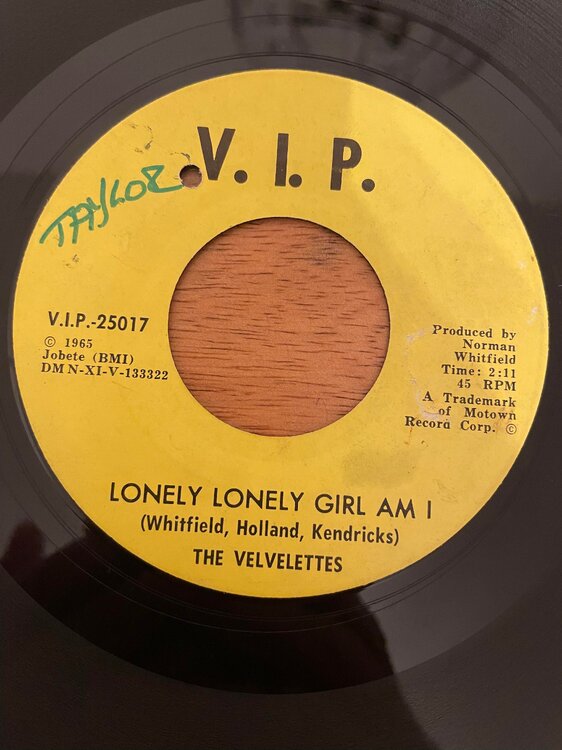 V. I. P.
TAYLOR
V.I.P.-25017
© 1965
Jobete (BMI)
DM N-XI-V-133322
Produced by
Norman
Whitfield
Time: 2:11
45 RPM
A Trademark
of Motown
Record Corp. ©
LONELY LONELY GIRL AM I
(Whitfield, Holland, Kendricks)
THE VELVELETTES